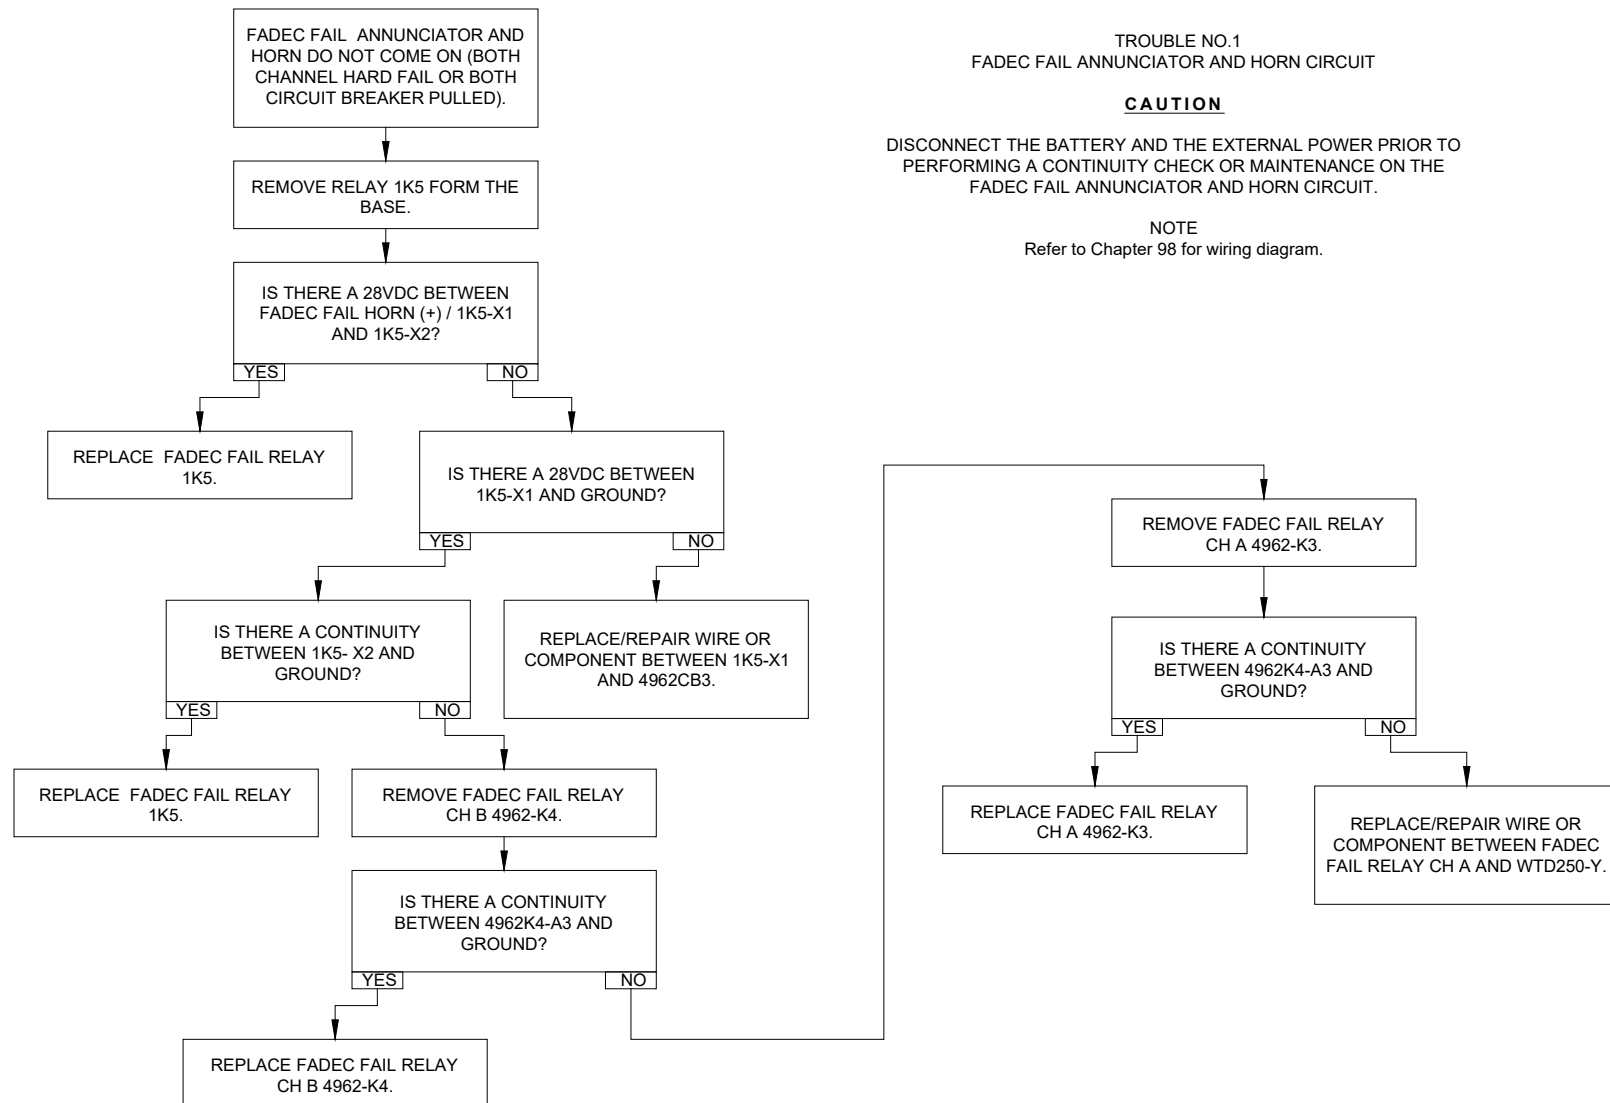 FADEC FAIL ANNUNCIATOR AND
HORN DO NOT COME ON (BOTH
CHANNEL HARD FAIL OR BOTH
CIRCUIT BREAKER PULLED).
TROUBLE NO.1
FADEC FAIL ANNUNCIATOR AND HORN CIRCUIT
CAUTION
DISCONNECT THE BATTERY AND THE EXTERNAL POWER PRIOR TO
PERFORMING A CONTINUITY CHECK OR MAINTENANCE ON THE
FADEC FAIL ANNUNCIATOR AND HORN CIRCUIT.
NOTE
Refer to Chapter 98 for wiring diagram.
REMOVE RELAY 1K5 FORM THE
BASE.
IS THERE A 28VDC BETWEEN
FADEC FAIL HORN (+) / 1K5-X1
AND 1K5-X2?
YES
NO
REPLACE FADEC FAIL RELAY
1K5.
IS THERE A 28VDC BETWEEN
1K5-X1 AND GROUND?
YES
NO
IS THERE A CONTINUITY
BETWEEN 1K5- X2 AND
GROUND?
YES
NO
REPLACE/REPAIR WIRE OR
COMPONENT BETWEEN 1K5-X1
AND 4962CB3.
REPLACE FADEC FAIL RELAY
1K5.
REMOVE FADEC FAIL RELAY
CH B 4962-K4.
IS THERE A CONTINUITY
BETWEEN 4962K4-A3 AND
GROUND?
YES
NO
REPLACE FADEC FAIL RELAY
CH B 4962-K4.
REMOVE FADEC FAIL RELAY
CH A 4962-K3.
IS THERE A CONTINUITY
BETWEEN 4962K4-A3 AND
GROUND?
YES
NO
REPLACE FADEC FAIL RELAY
CH A 4962-K3.
REPLACE/REPAIR WIRE OR
COMPONENT BETWEEN FADEC
FAIL RELAY CH A AND WTD250-Y.